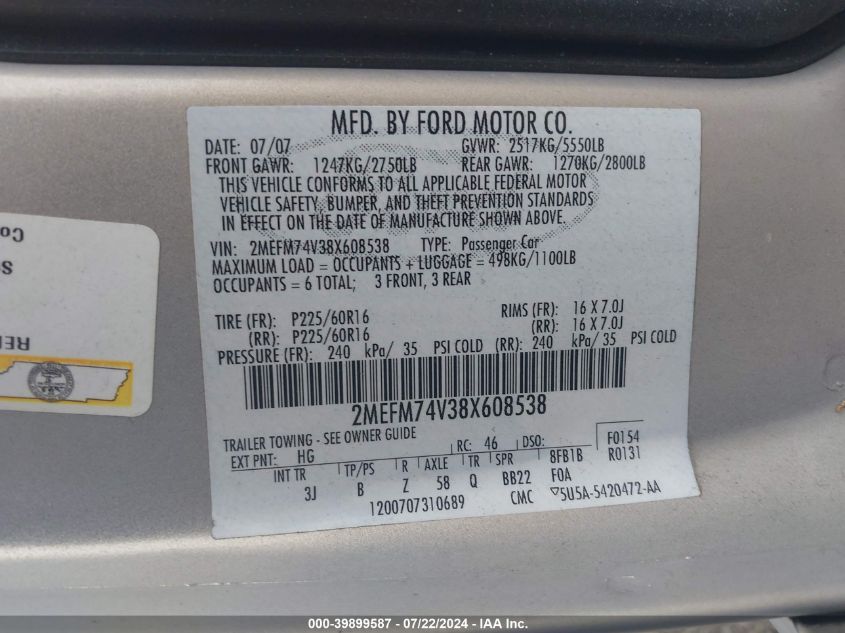 MFD. BY FORD MOTOR CO.
DATE: 07/07 GVWR: 2517KG/5550LB
FRONT GAWR: 1247KG/2750LB REAR GAWR: 1270KG/2800LB
THIS VEHICLE CONFORMS TO ALL APPLICABLE FEDERAL MOTOR
VEHICLE SAFETY, BUMPER, AND THEFT PREVENTION STANDARDS
IN EFFECT ON THE DATE OF MANUFACTURE SHOWN ABOVE.
VIN: 2MEFM74V38X608538 TYPE: Passenger Car
MAXIMUM LOAD = OCCUPANTS + LUGGAGE = 498KG/1100LB
OCCUPANTS = 6 TOTAL; 3 FRONT, 3 REAR
TIRE (FR): P225/60R16 RIMS (FR): 16 X 7.0J
(RR): P225/60R16 (RR): 16 X 7.0J
PRESSURE (FR): 240 kPa/ 35 PSI COLD (RR): 240 kPa/ 35 PSI COLD
2MEFM74V38X608538
TRAILER TOWING - SEE OWNER GUIDE
EXT PNT: HG RC: 46 DSO: F0154
INT TR TP/PS R AXLE TR SPR 8FB1B R0131
3J B Z 58 Q BB22 FOA
1200707310689 CMC 5U5A-5420472-AA
REI
Co
000-39899587 - 07/22/2024 - IAA Inc.